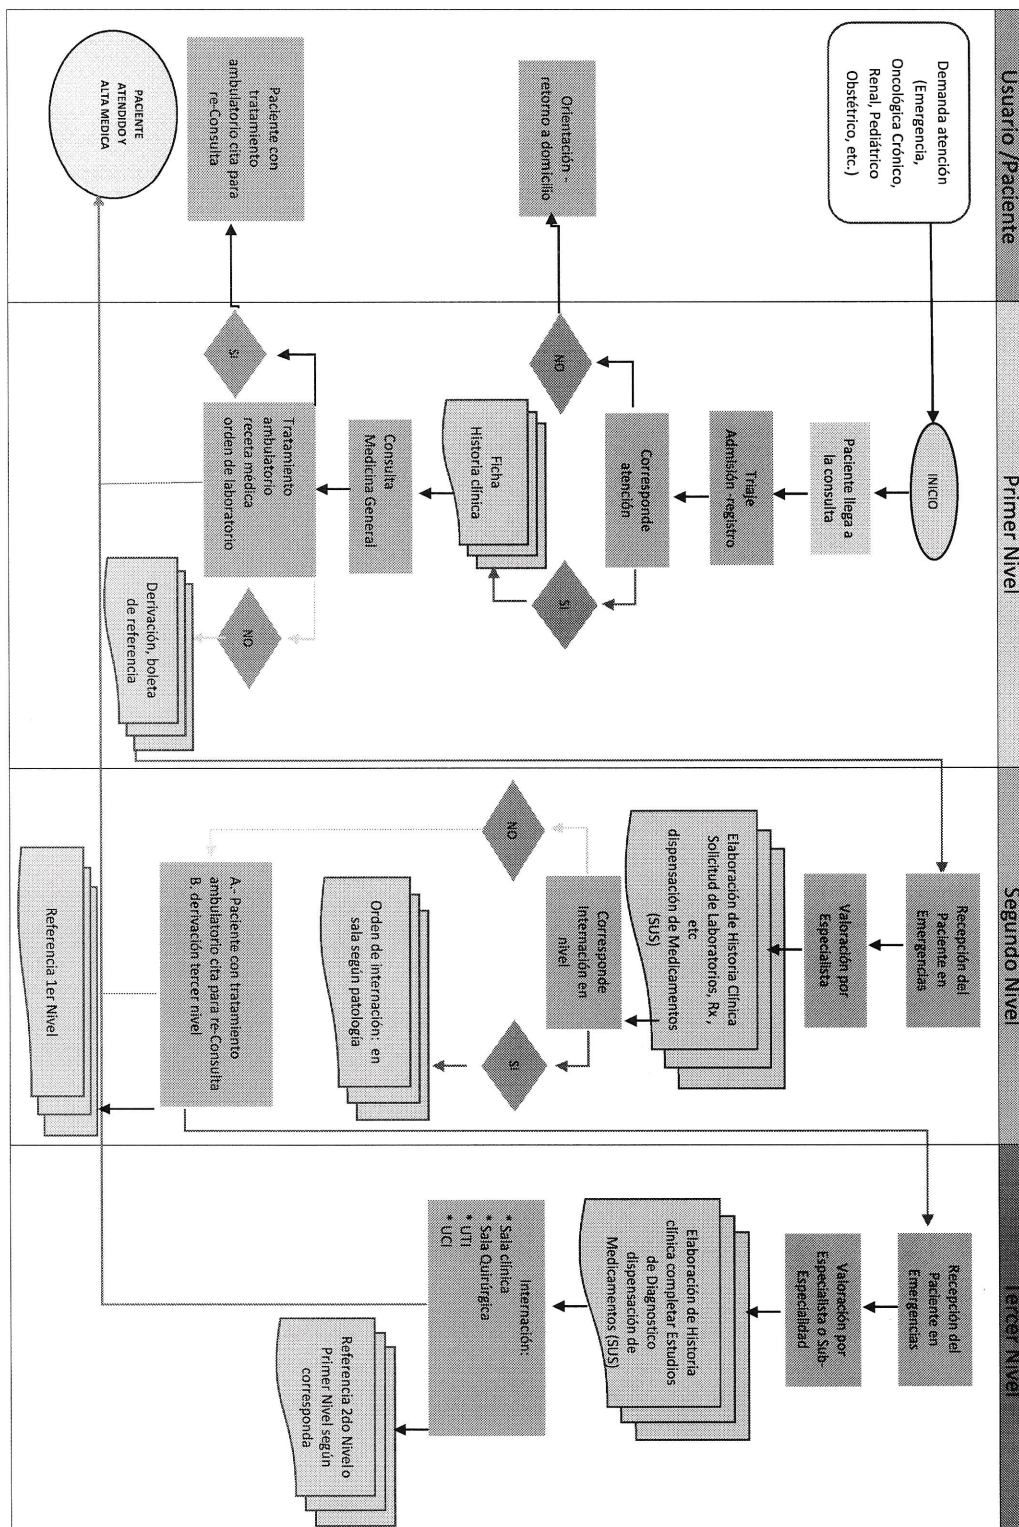 Usuario /Paciente
Demanda atención
(Emergencia,
Oncológica Crónico,
Renal, Pediátrico
Obstétrico, etc.)
Orientación -
retorno a domicilio
Paciente con
tratamiento
ambulatorio cita para
re-Consulta
PACIENTE
ATENDIDO Y
ALTA MEDICA
Primer Nivel
INICIO
Paciente llega a
la consulta
Triaje
Admisión -registro
Corresponde
atención
NO
SI
Ficha
Historia clínica
Consulta
Medicina General
Tratamiento
ambulatorio
receta medica
orden de laboratorio
SI
NO
Derivación, boleta
de referencia
Segundo Nivel
Recepción del
Paciente en
Emergencias
Valoración por
Especialista
Elaboración de Historia Clínica
Solicitud de Laboratorios, Rx ,
etc
dispensación de Medicamentos
(SUS)
Corresponde
Internación en
nivel
NO
SI
Orden de internación: en
sala según patología
A.- Paciente con tratamiento
ambulatorio cita para re-Consulta
B. derivación tercer nivel
Referencia 1er Nivel
Tercer Nivel
Recepción del
Paciente en
Emergencias
Valoración por
Especialista o Sub-
Especialidad
Elaboración de Historia
clínica completar Estudios
de Diagnostico
dispensación de
Medicamentos (SUS)
Internación:
* Sala clínica
* Sala Quirúrgica
* UTI
* UCI
Referencia 2do Nivel o
Primer Nivel según
corresponda